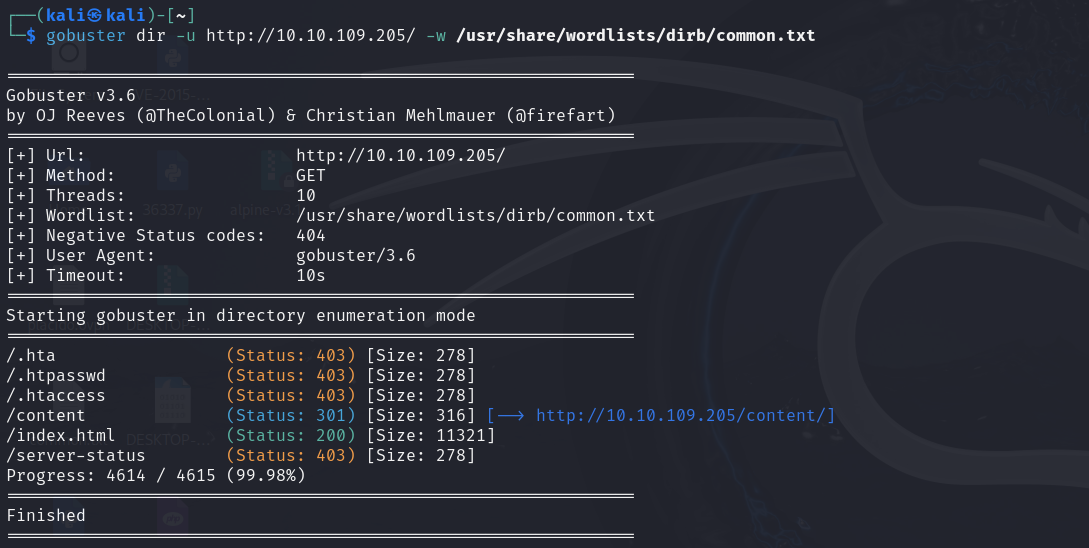 ┌──(kali㉿kali)-[~]
└─$ gobuster dir -u http://10.10.109.205/ -w /usr/share/wordlists/dirb/common.txt
===============================================================
Gobuster v3.6
by OJ Reeves (@TheColonial) & Christian Mehlmauer (@firefart)
===============================================================
[+] Url:                     http://10.10.109.205/
[+] Method:                  GET
[+] Threads:                 10
[+] Wordlist:                /usr/share/wordlists/dirb/common.txt
[+] Negative Status codes:   404
[+] User Agent:              gobuster/3.6
[+] Timeout:                 10s
===============================================================
Starting gobuster in directory enumeration mode
===============================================================
/.hta                 (Status: 403) [Size: 278]
/.htpasswd            (Status: 403) [Size: 278]
/.htaccess            (Status: 403) [Size: 278]
/content              (Status: 301) [Size: 316] [--> http://10.10.109.205/content/]
/index.html           (Status: 200) [Size: 11321]
/server-status        (Status: 403) [Size: 278]
Progress: 4614 / 4615 (99.98%)
===============================================================
Finished
===============================================================
36337.py